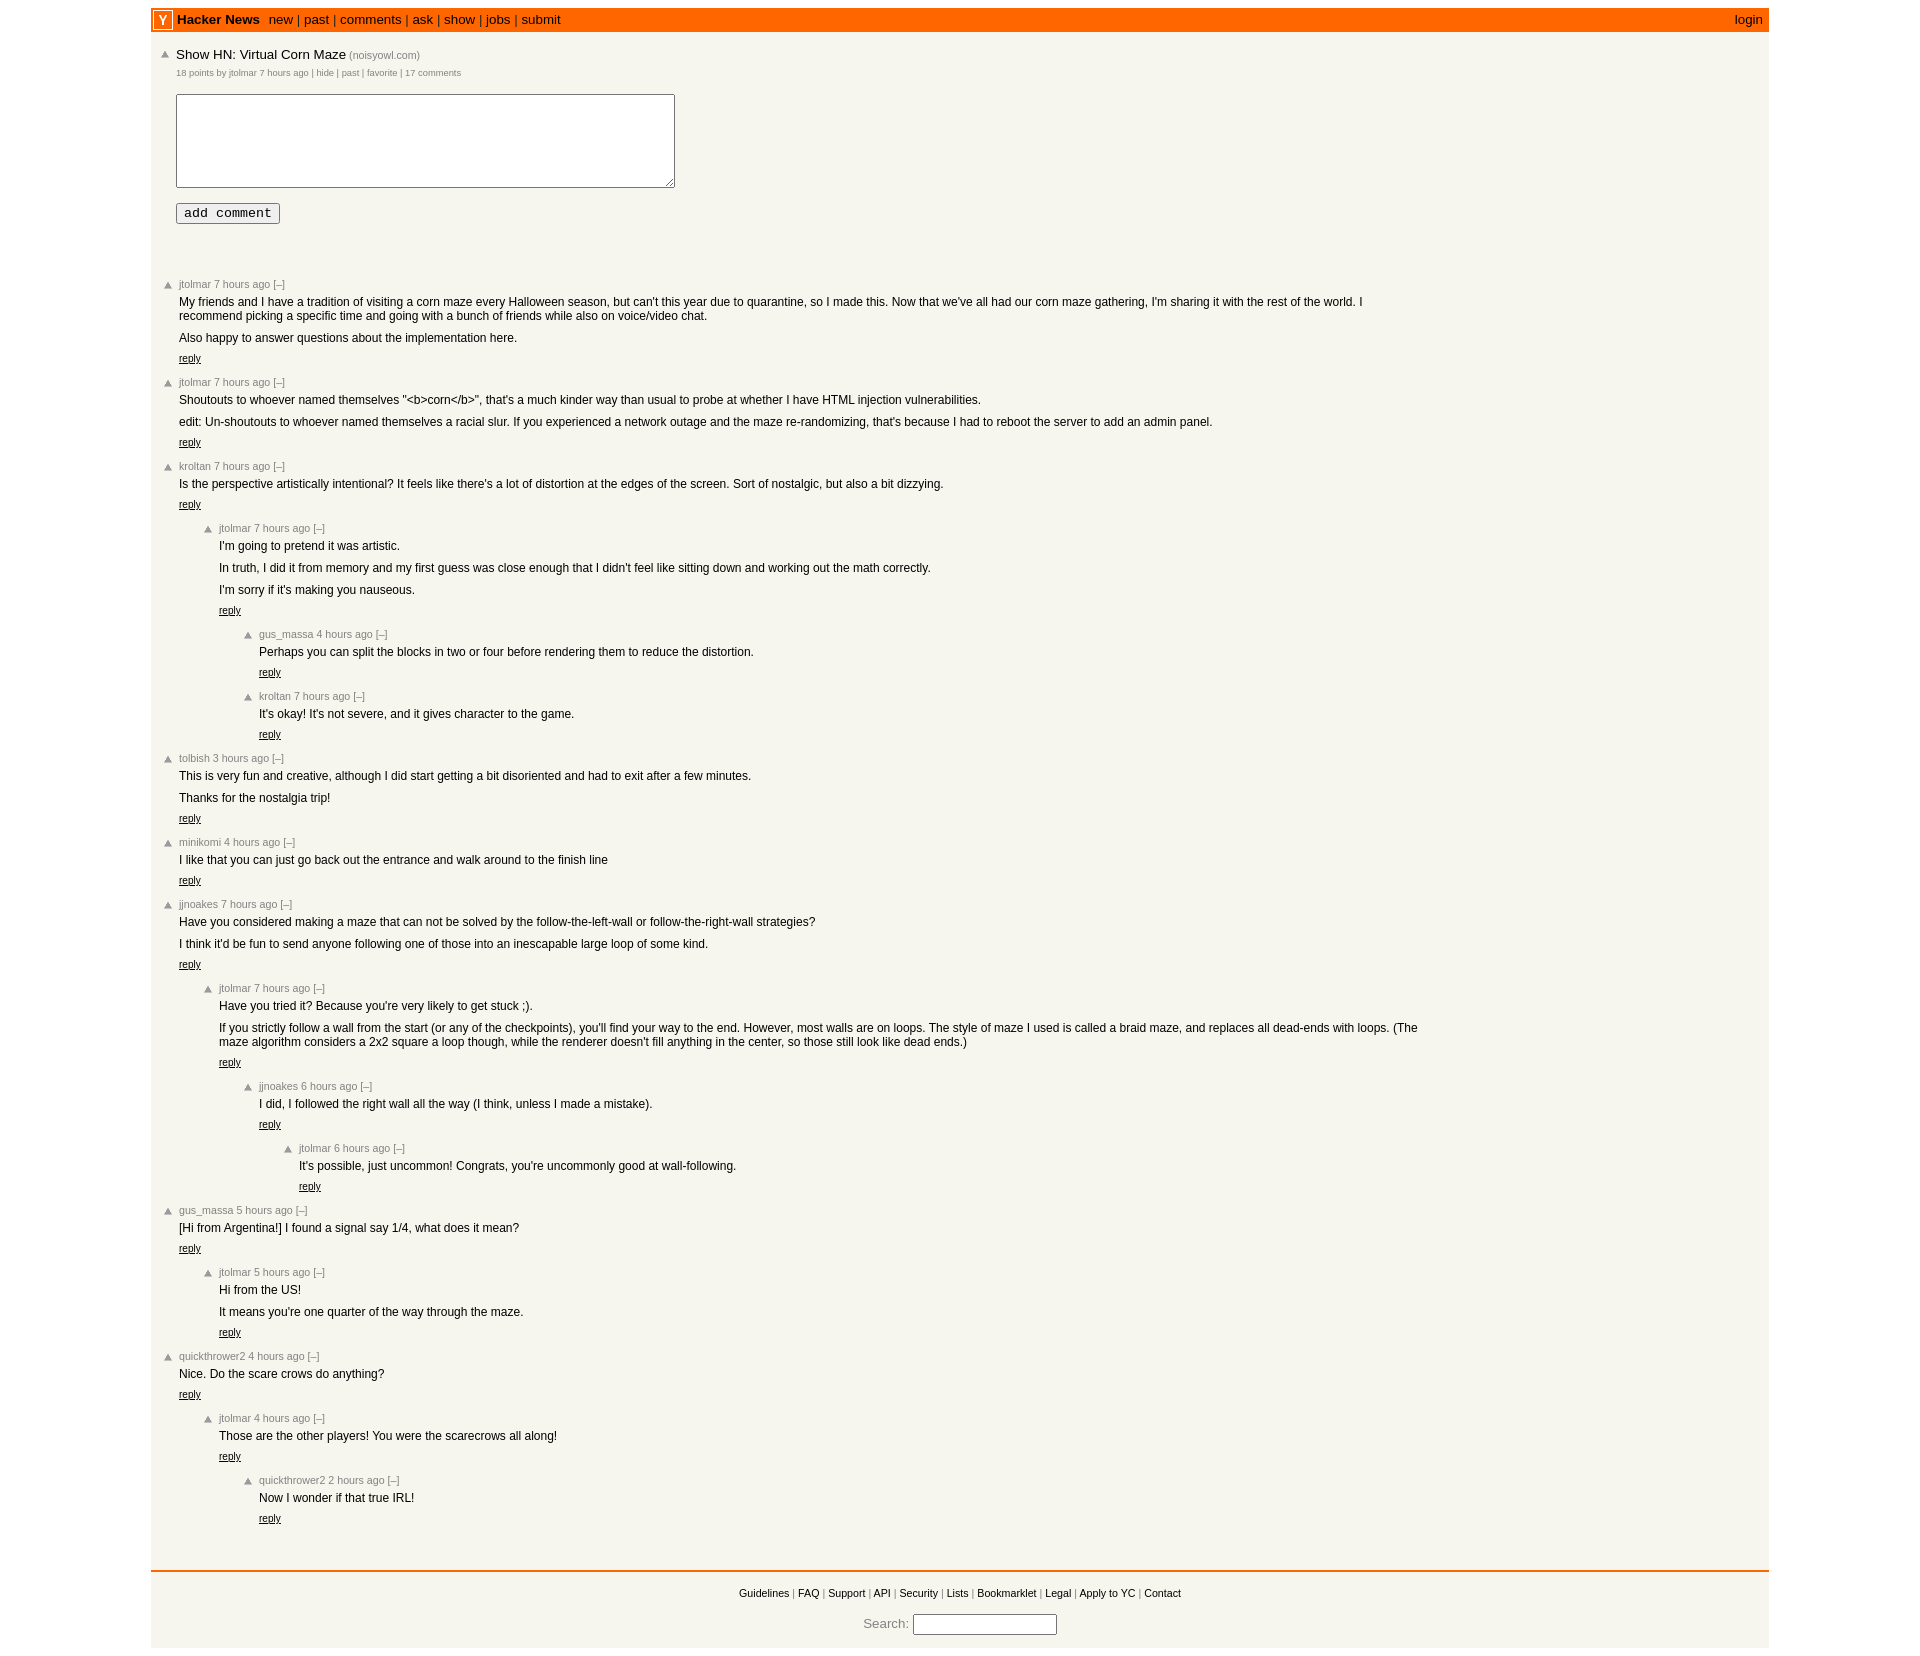 Y Hacker News new | past | comments | ask | show | jobs | submit login
Show HN: Virtual Corn Maze (noisyowl.com)
18 points by jtolmar 7 hours ago | hide | past | favorite | 17 comments
add comment
jtolmar 7 hours ago [–]
My friends and I have a tradition of visiting a corn maze every Halloween season, but can't this year due to quarantine, so I made this. Now that we've all had our corn maze gathering, I'm sharing it with the rest of the world. I
recommend picking a specific time and going with a bunch of friends while also on voice/video chat.
Also happy to answer questions about the implementation here.
reply
jtolmar 7 hours ago [–]
Shoutouts to whoever named themselves "<b>corn</b>", that's a much kinder way than usual to probe at whether I have HTML injection vulnerabilities.
edit: Un-shoutouts to whoever named themselves a racial slur. If you experienced a network outage and the maze re-randomizing, that's because I had to reboot the server to add an admin panel.
reply
kroltan 7 hours ago [–]
Is the perspective artistically intentional? It feels like there's a lot of distortion at the edges of the screen. Sort of nostalgic, but also a bit dizzying.
reply
jtolmar 7 hours ago [–]
I'm going to pretend it was artistic.
In truth, I did it from memory and my first guess was close enough that I didn't feel like sitting down and working out the math correctly.
I'm sorry if it's making you nauseous.
reply
gus_massa 4 hours ago [–]
Perhaps you can split the blocks in two or four before rendering them to reduce the distortion.
reply
kroltan 7 hours ago [–]
It's okay! It's not severe, and it gives character to the game.
reply
tolbish 3 hours ago [–]
This is very fun and creative, although I did start getting a bit disoriented and had to exit after a few minutes.
Thanks for the nostalgia trip!
reply
minikomi 4 hours ago [–]
I like that you can just go back out the entrance and walk around to the finish line
reply
jjnoakes 7 hours ago [–]
Have you considered making a maze that can not be solved by the follow-the-left-wall or follow-the-right-wall strategies?
I think it'd be fun to send anyone following one of those into an inescapable large loop of some kind.
reply
jtolmar 7 hours ago [–]
Have you tried it? Because you're very likely to get stuck ;).
If you strictly follow a wall from the start (or any of the checkpoints), you'll find your way to the end. However, most walls are on loops. The style of maze I used is called a braid maze, and replaces all dead-ends with loops. (The
maze algorithm considers a 2x2 square a loop though, while the renderer doesn't fill anything in the center, so those still look like dead ends.)
reply
jjnoakes 6 hours ago [–]
I did, I followed the right wall all the way (I think, unless I made a mistake).
reply
jtolmar 6 hours ago [–]
It's possible, just uncommon! Congrats, you're uncommonly good at wall-following.
reply
gus_massa 5 hours ago [–]
[Hi from Argentina!] I found a signal say 1/4, what does it mean?
reply
jtolmar 5 hours ago [–]
Hi from the US!
It means you're one quarter of the way through the maze.
reply
quickthrower2 4 hours ago [–]
Nice. Do the scare crows do anything?
reply
jtolmar 4 hours ago [–]
Those are the other players! You were the scarecrows all along!
reply
quickthrower2 2 hours ago [–]
Now I wonder if that true IRL!
reply
Guidelines | FAQ | Support | API | Security | Lists | Bookmarklet | Legal | Apply to YC | Contact
Search: